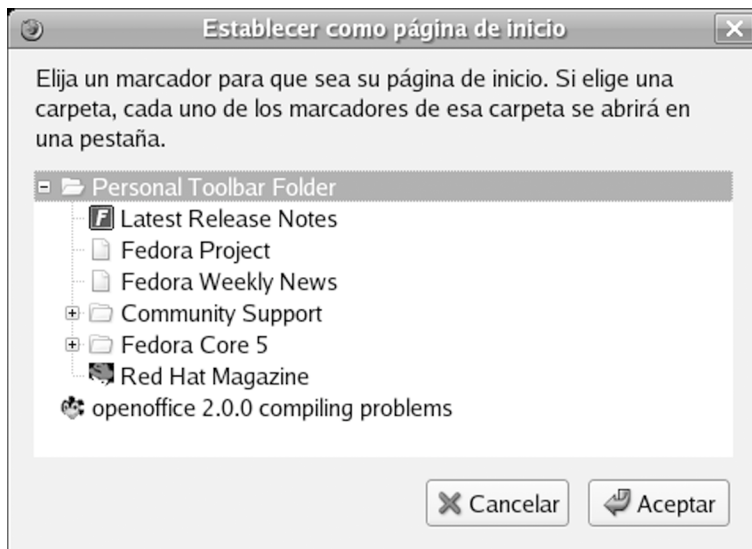 Establecer como página de inicio
Elija un marcador para que sea su página de inicio. Si elige una
carpeta, cada uno de los marcadores de esa carpeta se abrirá en
una pestaña.
Personal Toolbar Folder
Latest Release Notes
Fedora Project
Fedora Weekly News
Community Support
Fedora Core 5
Red Hat Magazine
openoffice 2.0.0 compiling problems
Cancelar
Aceptar